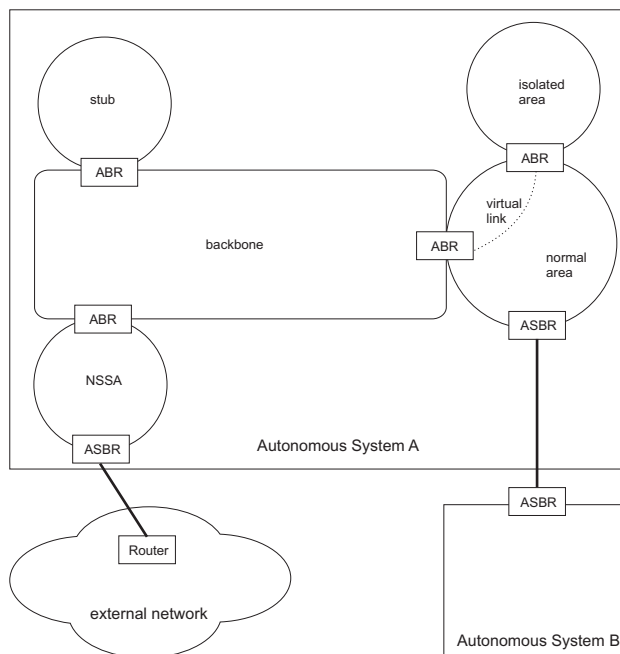 stub
isolated
area
ABR
ABR
virtual
link
backbone
ABR
normal
area
ABR
ASBR
NSSA
ASBR
Autonomous System A
ASBR
Router
external network
Autonomous System B